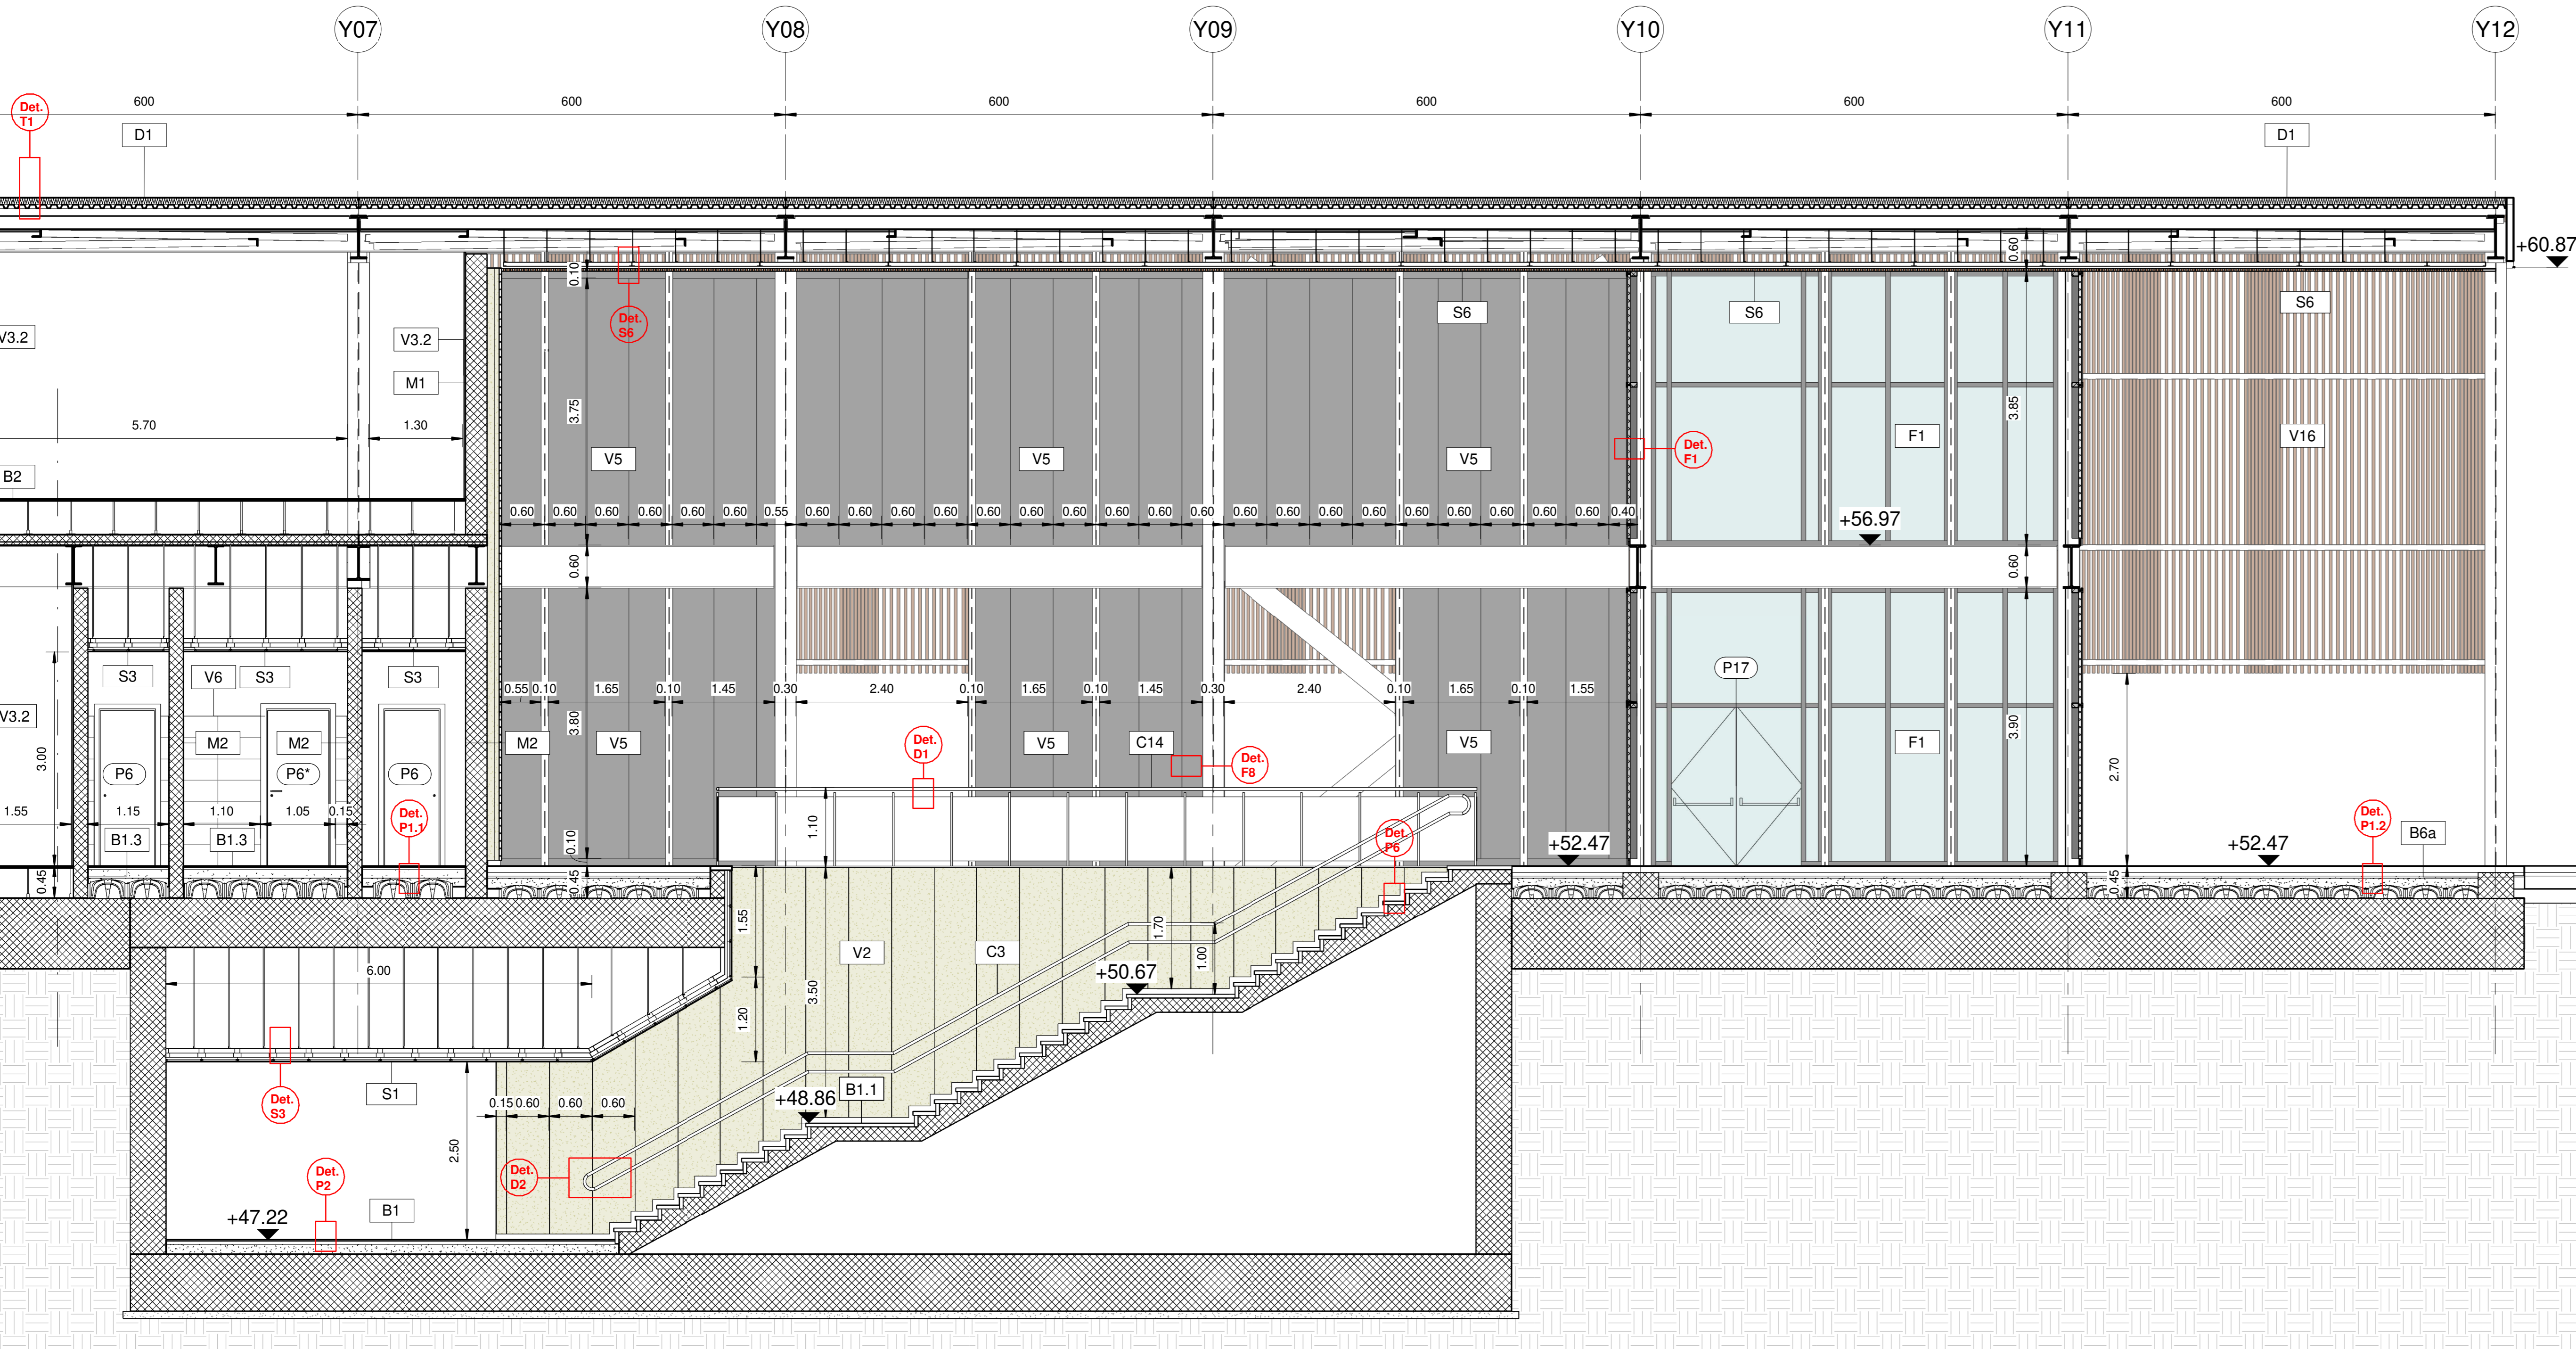 Y07 Y08 Y09 Y10 Y11 Y12
600 600 600 600 600 600
Det.
T1
D1 D1
+60.87
0.60
0.10
Det.
S6
S6 S6 S6
V3.2 V3.2
M1
3.75 3.85
5.70 1.30
V5 V5 V5
Det.
F1
F1
V16
B2
0.60 0.60 0.60 0.60 0.60 0.60 0.55 0.60 0.60 0.60 0.60 0.60 0.60 0.60 0.60 0.60 0.60 0.60 0.60 0.60 0.60 0.60 0.60 0.60 0.60 0.60 0.40
+56.97
0.60 0.60
S3 V6 S3 S3
P17
0.55 0.10 1.65 0.10 1.45 0.30 2.40 0.10 1.65 0.10 1.45 0.30 2.40 0.10 1.65 0.10 1.55
V3.2
3.00
3.80
3.90
2.70
M2 M2 M2 V5
Det.
D1
V5 C14
Det.
F8
V5 F1
P6 P6* P6
1.55 1.15 1.10 1.05 0.15
Det.
P1.1
1.10
Det.
P6
Det.
P1.2
B1.3 B1.3
0.10
+52.47 +52.47
B6a
0.45 0.45 0.45
1.55
1.70
V2 C3
1.00
6.00
+50.67
3.50
1.20
S1
Det.
S3
0.15 0.60 0.60 0.60
+48.86
B1.1
2.50
Det.
P2
Det.
D2
B1
+47.22